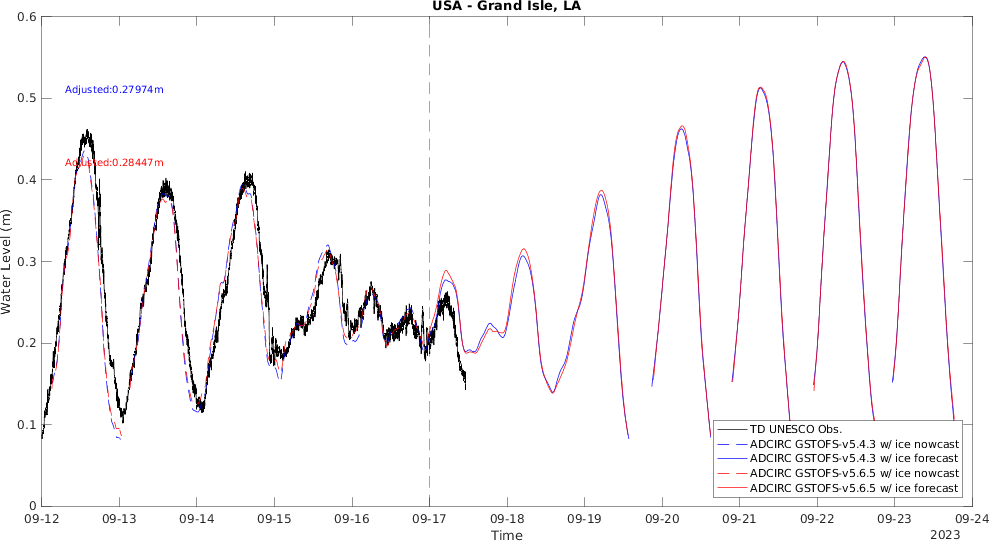 USA - Grand Isle, LA
0.6
0.5
0.4
0.3
0.2
0.1
0
Water Level (m)
Adjusted:0.27974m
Adjusted:0.28447m
TD UNESCO Obs.
ADCIRC GSTOFS-v5.4.3 w/ ice nowcast
ADCIRC GSTOFS-v5.4.3 w/ ice forecast
ADCIRC GSTOFS-v5.6.5 w/ ice nowcast
ADCIRC GSTOFS-v5.6.5 w/ ice forecast
09-12 09-13 09-14 09-15 09-16 09-17 09-18 09-19 09-20 09-21 09-22 09-23 09-24
Time
2023